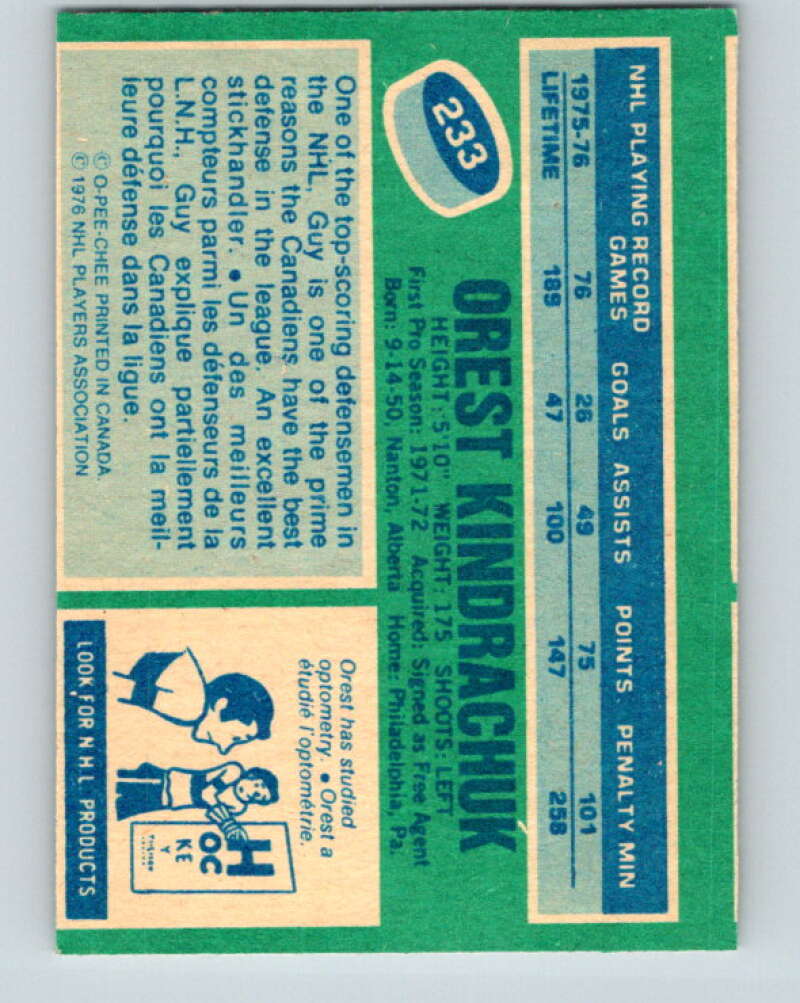 NHL PLAYING RECORD
GAMES GOALS ASSISTS POINTS PENALTY MIN
1975-76 76 26 49 75 101
LIFETIME 189 47 100 147 258
233
OREST KINDRACHUK
HEIGHT: 5'10" WEIGHT: 175 SHOOTS: LEFT
First Pro Season: 1971-72 Acquired: Signed as Free Agent
Born: 9-14-50, Nanton, Alberta Home: Philadelphia, Pa.
One of the top-scoring defensemen in
the NHL, Guy is one of the prime
reasons the Canadiens have the best
defense in the league. An excellent
stickhandler. • Un des meilleurs
compteurs parmi les défenseurs de la
L.N.H., Guy explique partiellement
pourquoi les Canadiens ont la meil-
leure défense dans la ligue.
© O-PEE-CHEE PRINTED IN CANADA.
© 1976 NHL PLAYERS ASSOCIATION
Orest has studied
optometry. • Orest a
étudié l'optométrie.
H
OC
KE
Y
LOOK FOR N H L PRODUCTS